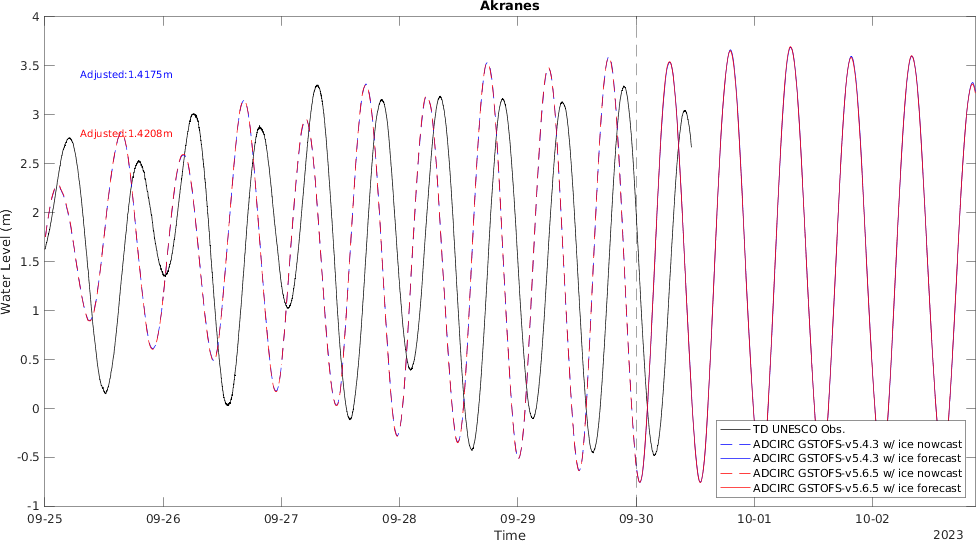 Akranes
4
3.5
3
2.5
2
1.5
1
0.5
0
-0.5
-1
Water Level (m)
Adjusted:1.4175m
Adjusted:1.4208m
TD UNESCO Obs.
ADCIRC GSTOFS-v5.4.3 w/ ice nowcast
ADCIRC GSTOFS-v5.4.3 w/ ice forecast
ADCIRC GSTOFS-v5.6.5 w/ ice nowcast
ADCIRC GSTOFS-v5.6.5 w/ ice forecast
09-25 09-26 09-27 09-28 09-29 09-30 10-01 10-02
Time
2023